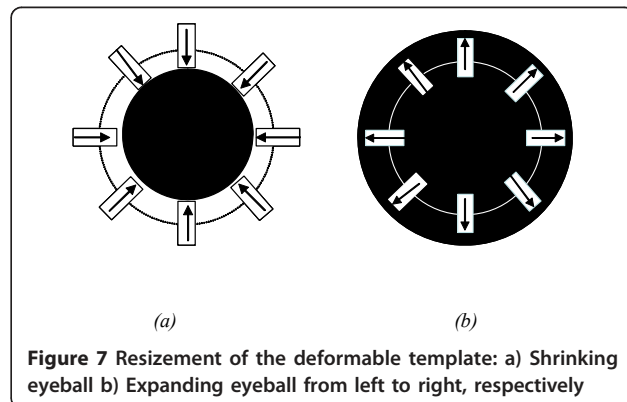 (a) (b)
Figure 7 Resizement of the deformable template: a) Shrinking
eyeball b) Expanding eyeball from left to right, respectively